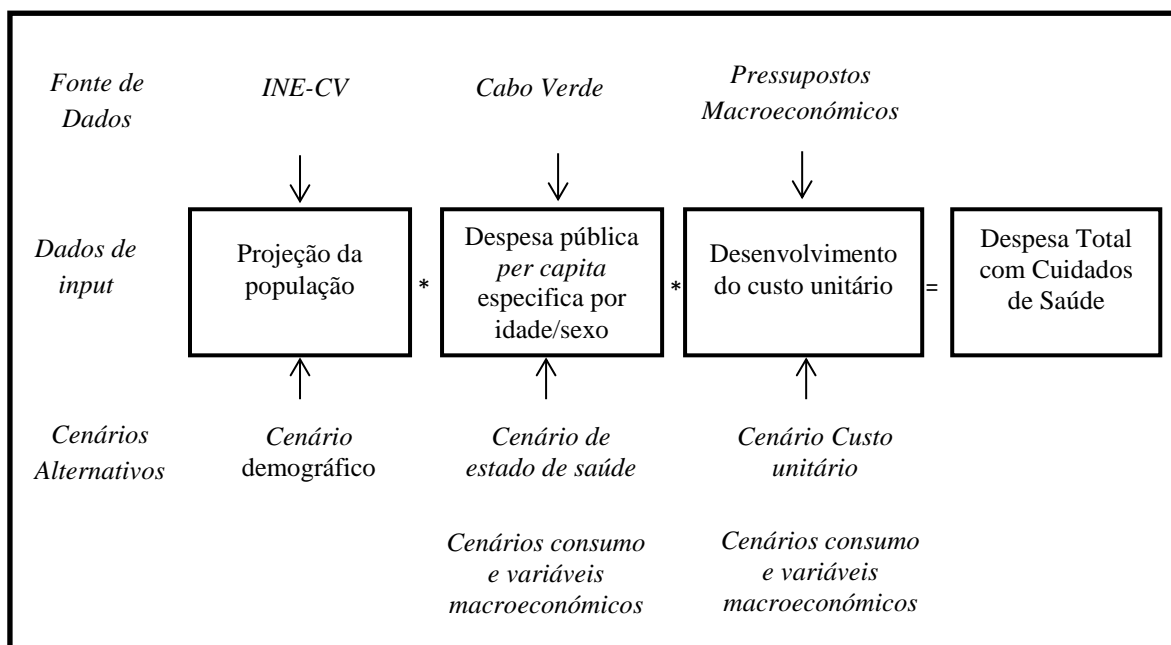 Fonte de
Dados
INE-CV
Cabo Verde
Pressupostos
Macroeconómicos
Dados de
input
Projeção da
população
*
Despesa pública
per capita
especifica por
idade/sexo
*
Desenvolvimento
do custo unitário
=
Despesa Total
com Cuidados
de Saúde
Cenários
Alternativos
Cenário
demográfico
Cenário de
estado de saúde
Cenário Custo
unitário
Cenários consumo
e variáveis
macroeconómicos
Cenários consumo
e variáveis
macroeconómicos